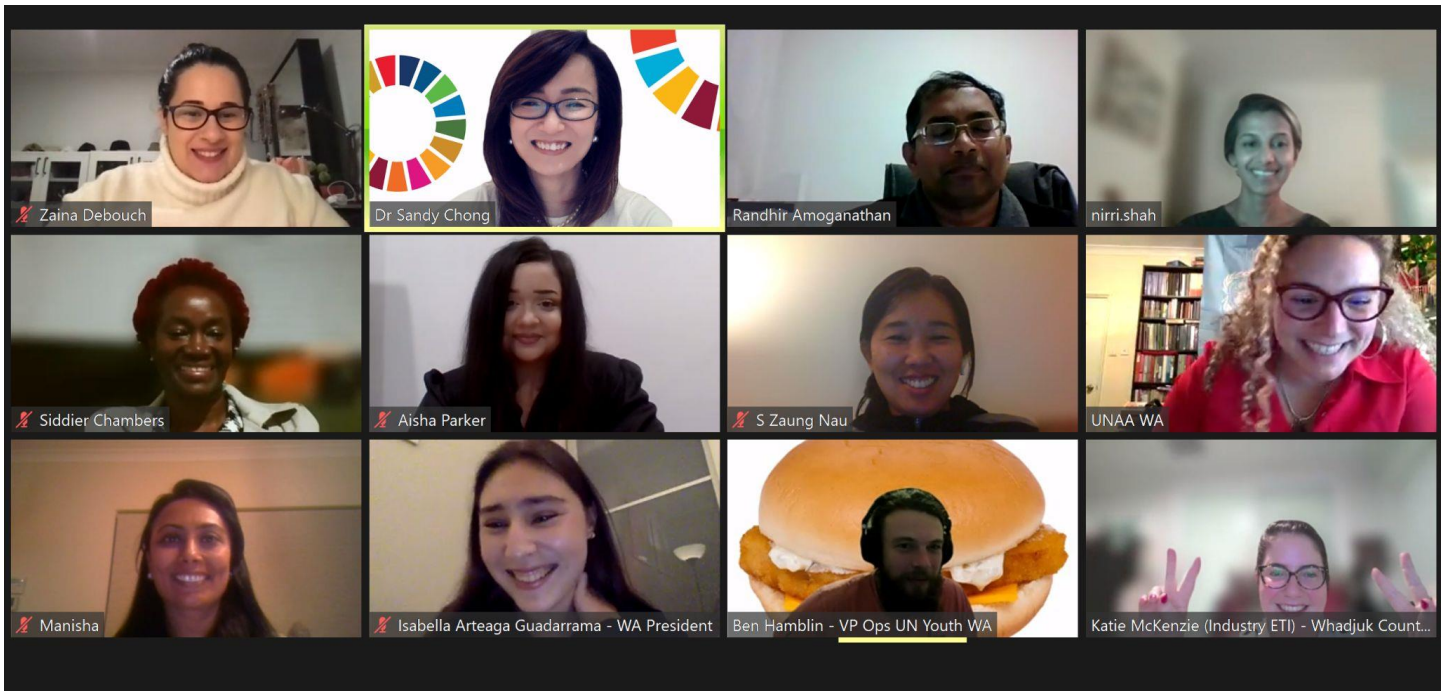 Zaina Debouch
Dr Sandy Chong
Randhir Amoganathan
nirri.shah
Siddier Chambers
Aisha Parker
S Zaung Nau
UNAA WA
Manisha
Isabella Arteaga Guadarrama - WA President
Ben Hamblin - VP Ops UN Youth WA
Katie McKenzie (Industry ETI) - Whadjuk Count...